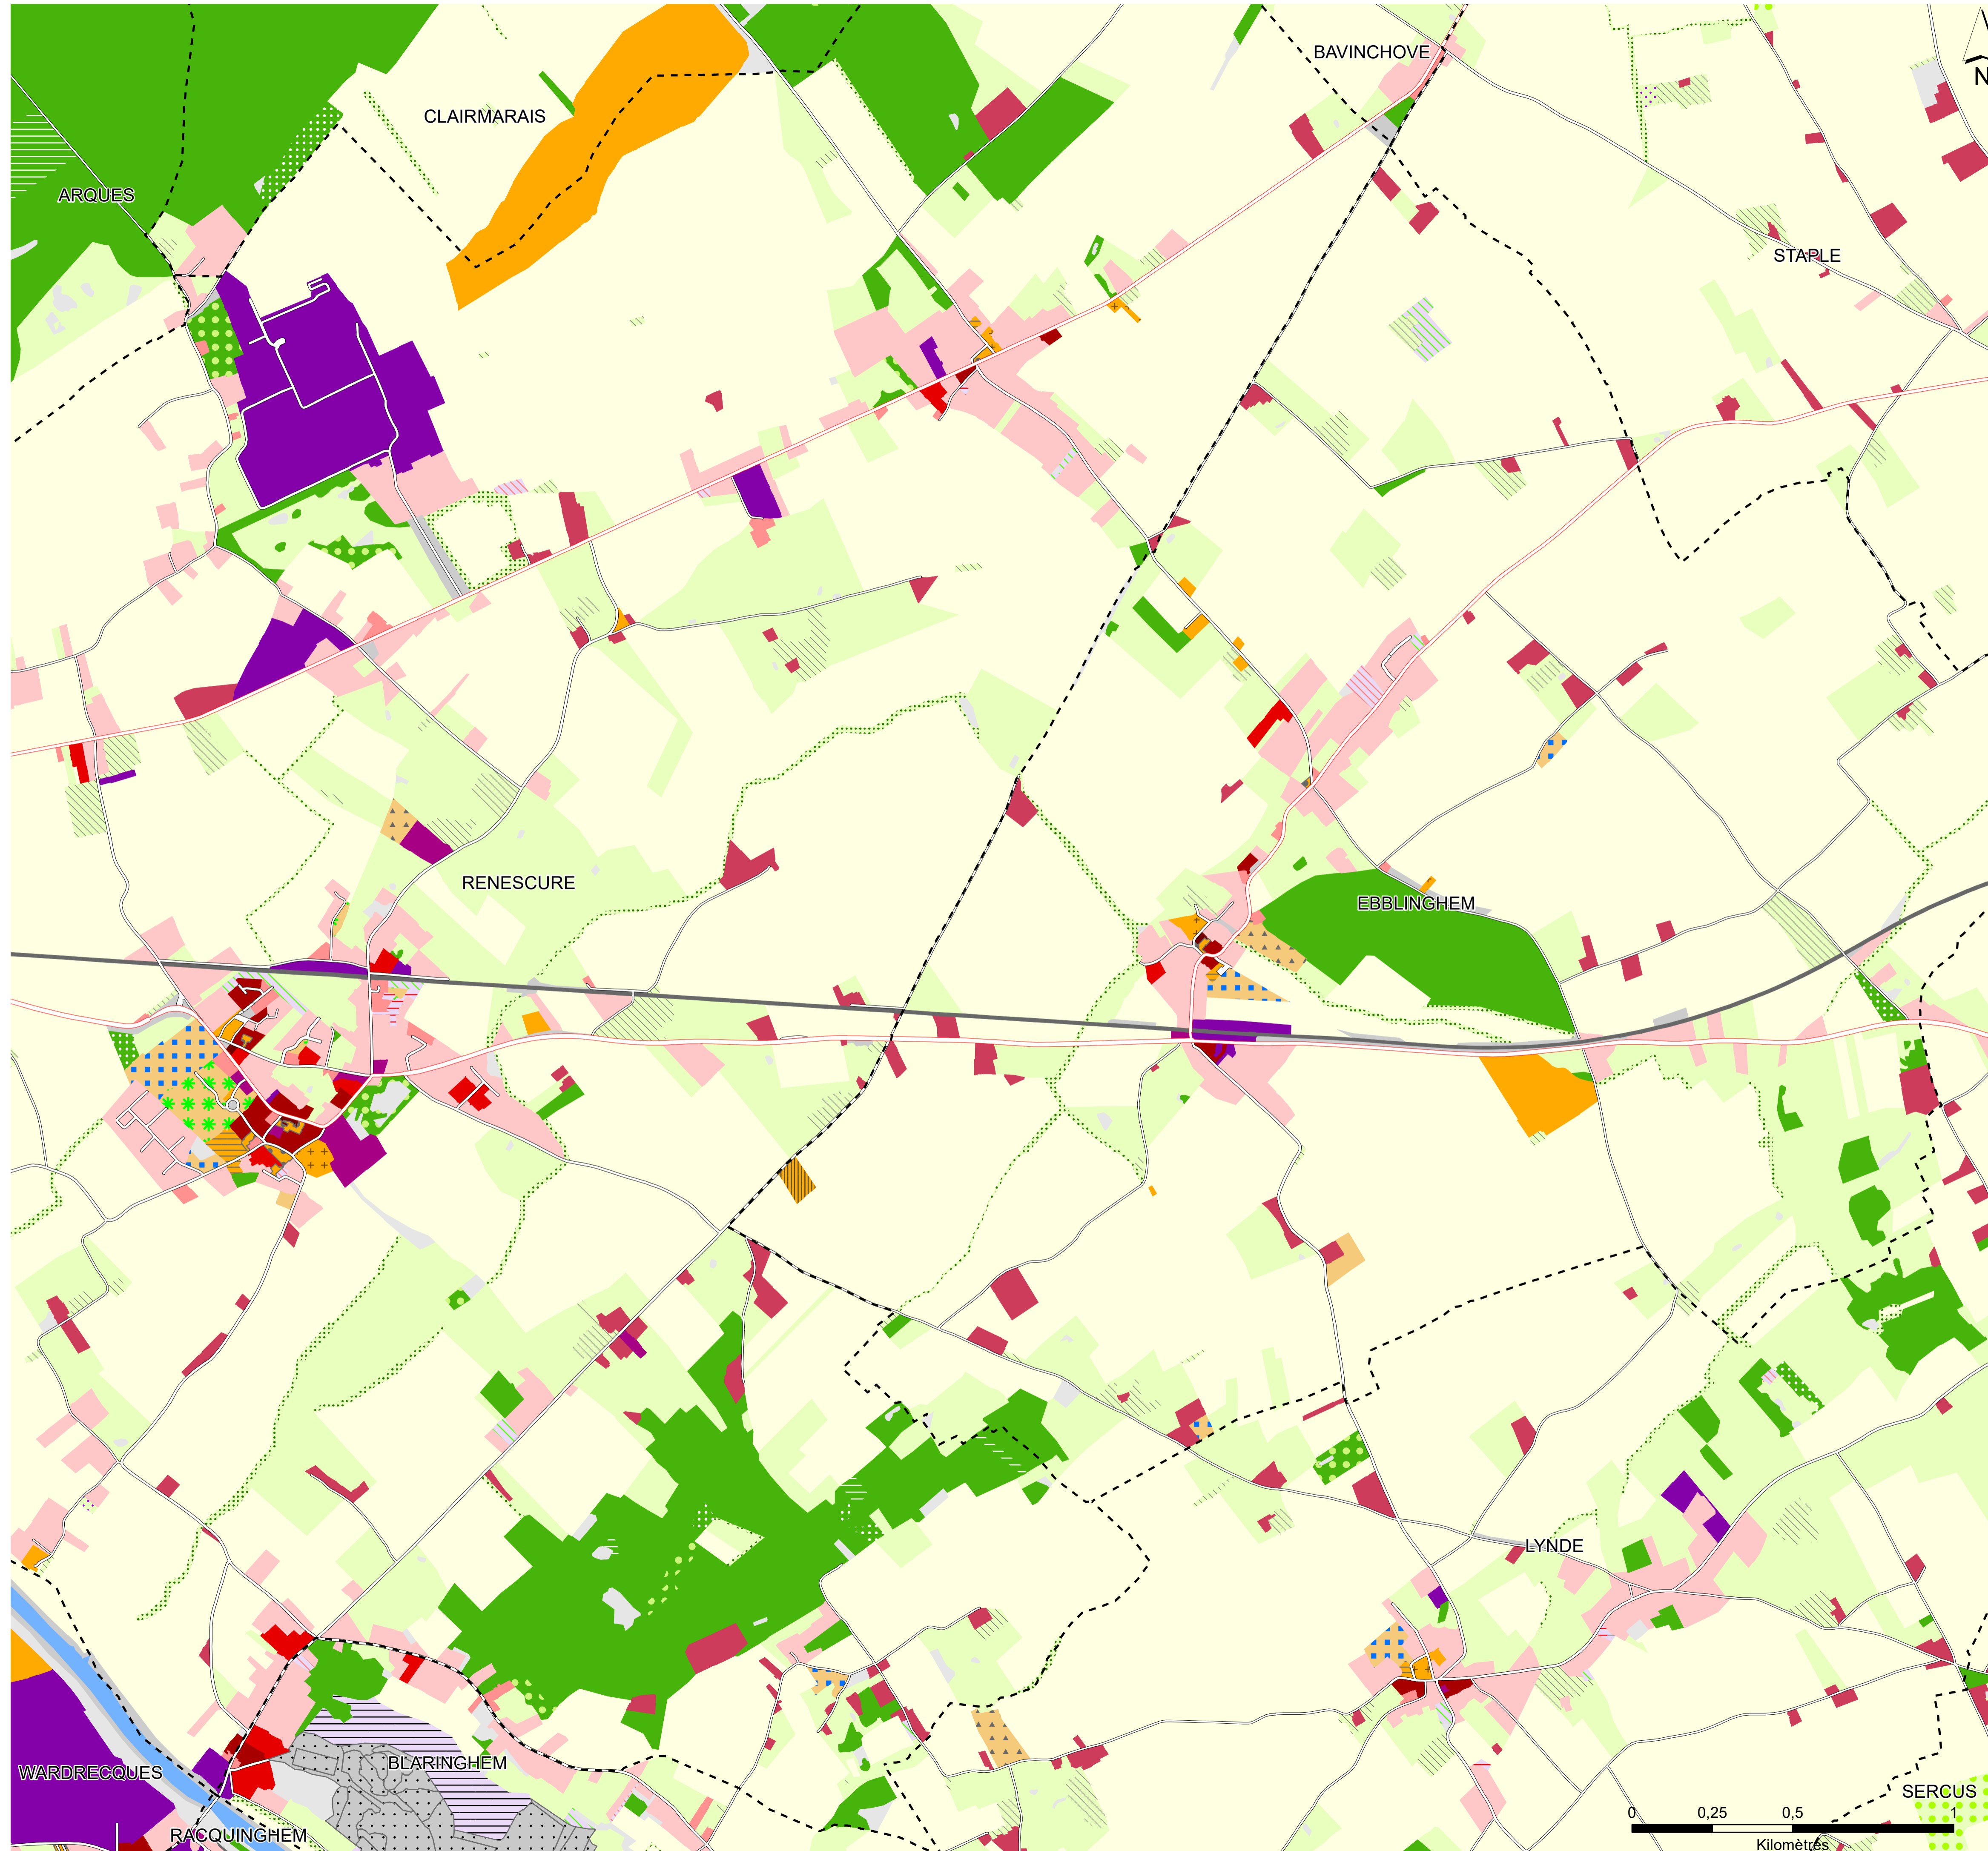 BAVINCHOVE
N
CLAIRMARAIS
ARQUES
STAPLE
RENESCURE
EBBLINGHEM
LYNDE
BLARINGHEM
WARDRECQUES
SERCUS
0 0,25 0,5 1
RACQUINGHEM
Kilomètres